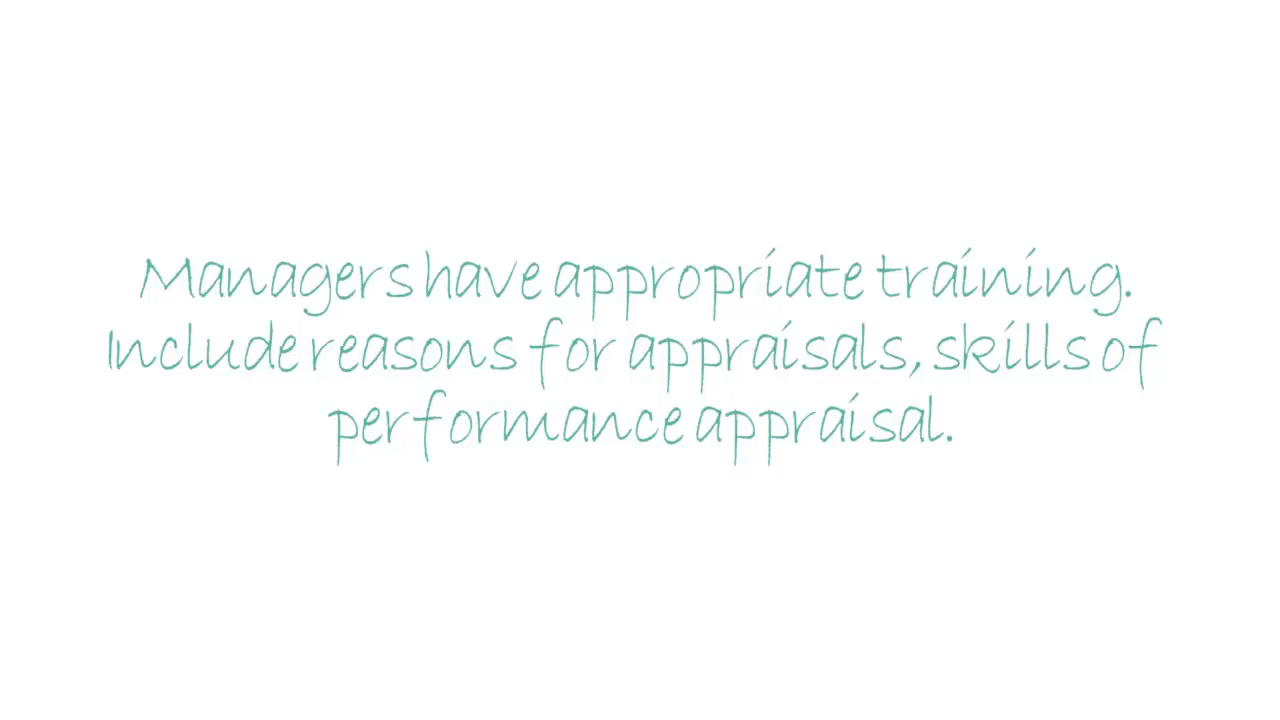 Managers have appropriate training.
Include reasons for appraisals, skills of
performance appraisal.